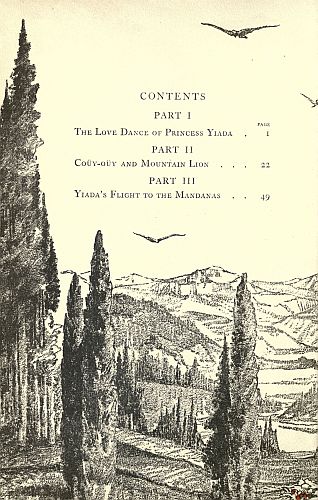 CONTENTS
PART I
PAGE
The Love Dance of Princess Yiada . 1
PART II
Coüy-oüy and Mountain Lion . . . 22
PART III
Yiada's Flight to the Mandanas . . 49